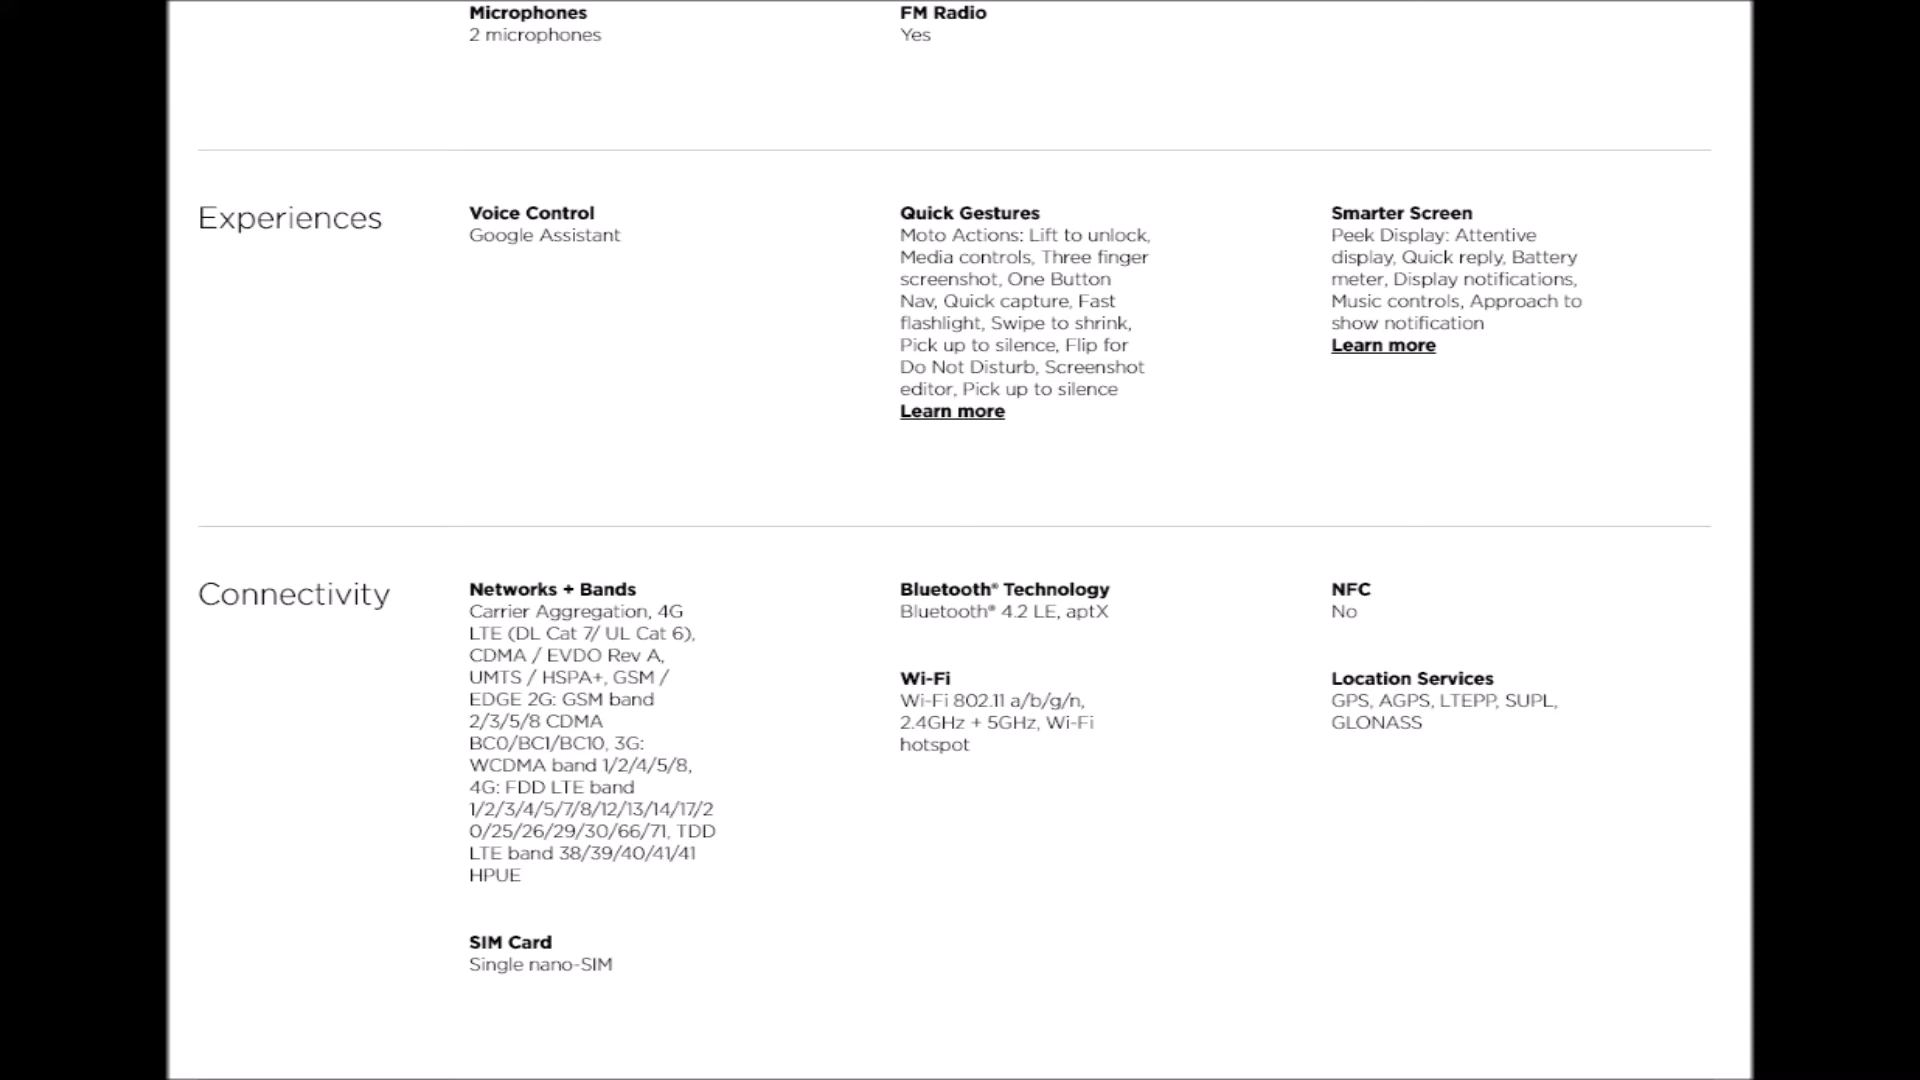 Microphones
2 microphones
FM Radio
Yes
Experiences
Voice Control
Google Assistant
Quick Gestures
Moto Actions: Lift to unlock,
Media controls, Three finger
screenshot, One Button
Nav, Quick capture, Fast
flashlight, Swipe to shrink,
Pick up to silence, Flip for
Do Not Disturb, Screenshot
editor, Pick up to silence
Learn more
Smarter Screen
Peek Display: Attentive
display, Quick reply, Battery
meter, Display notifications,
Music controls, Approach to
show notification
Learn more
Connectivity
Networks + Bands
Carrier Aggregation, 4G
LTE (DL Cat 7/ UL Cat 6),
CDMA / EVDO Rev A,
UMTS / HSPA+, GSM /
EDGE 2G: GSM band
2/3/5/8 CDMA
BC0/BC1/BC10, 3G:
WCDMA band 1/2/4/5/8,
4G: FDD LTE band
1/2/3/4/5/7/8/12/13/14/17/2
0/25/26/29/30/66/71, TDD
LTE band 38/39/40/41/41
HPUE
SIM Card
Single nano-SIM
Bluetooth® Technology
Bluetooth® 4.2 LE, aptX
Wi-Fi
Wi-Fi 802.11 a/b/g/n,
2.4GHz + 5GHz, Wi-Fi
hotspot
NFC
No
Location Services
GPS, AGPS, LTEPP, SUPL,
GLONASS